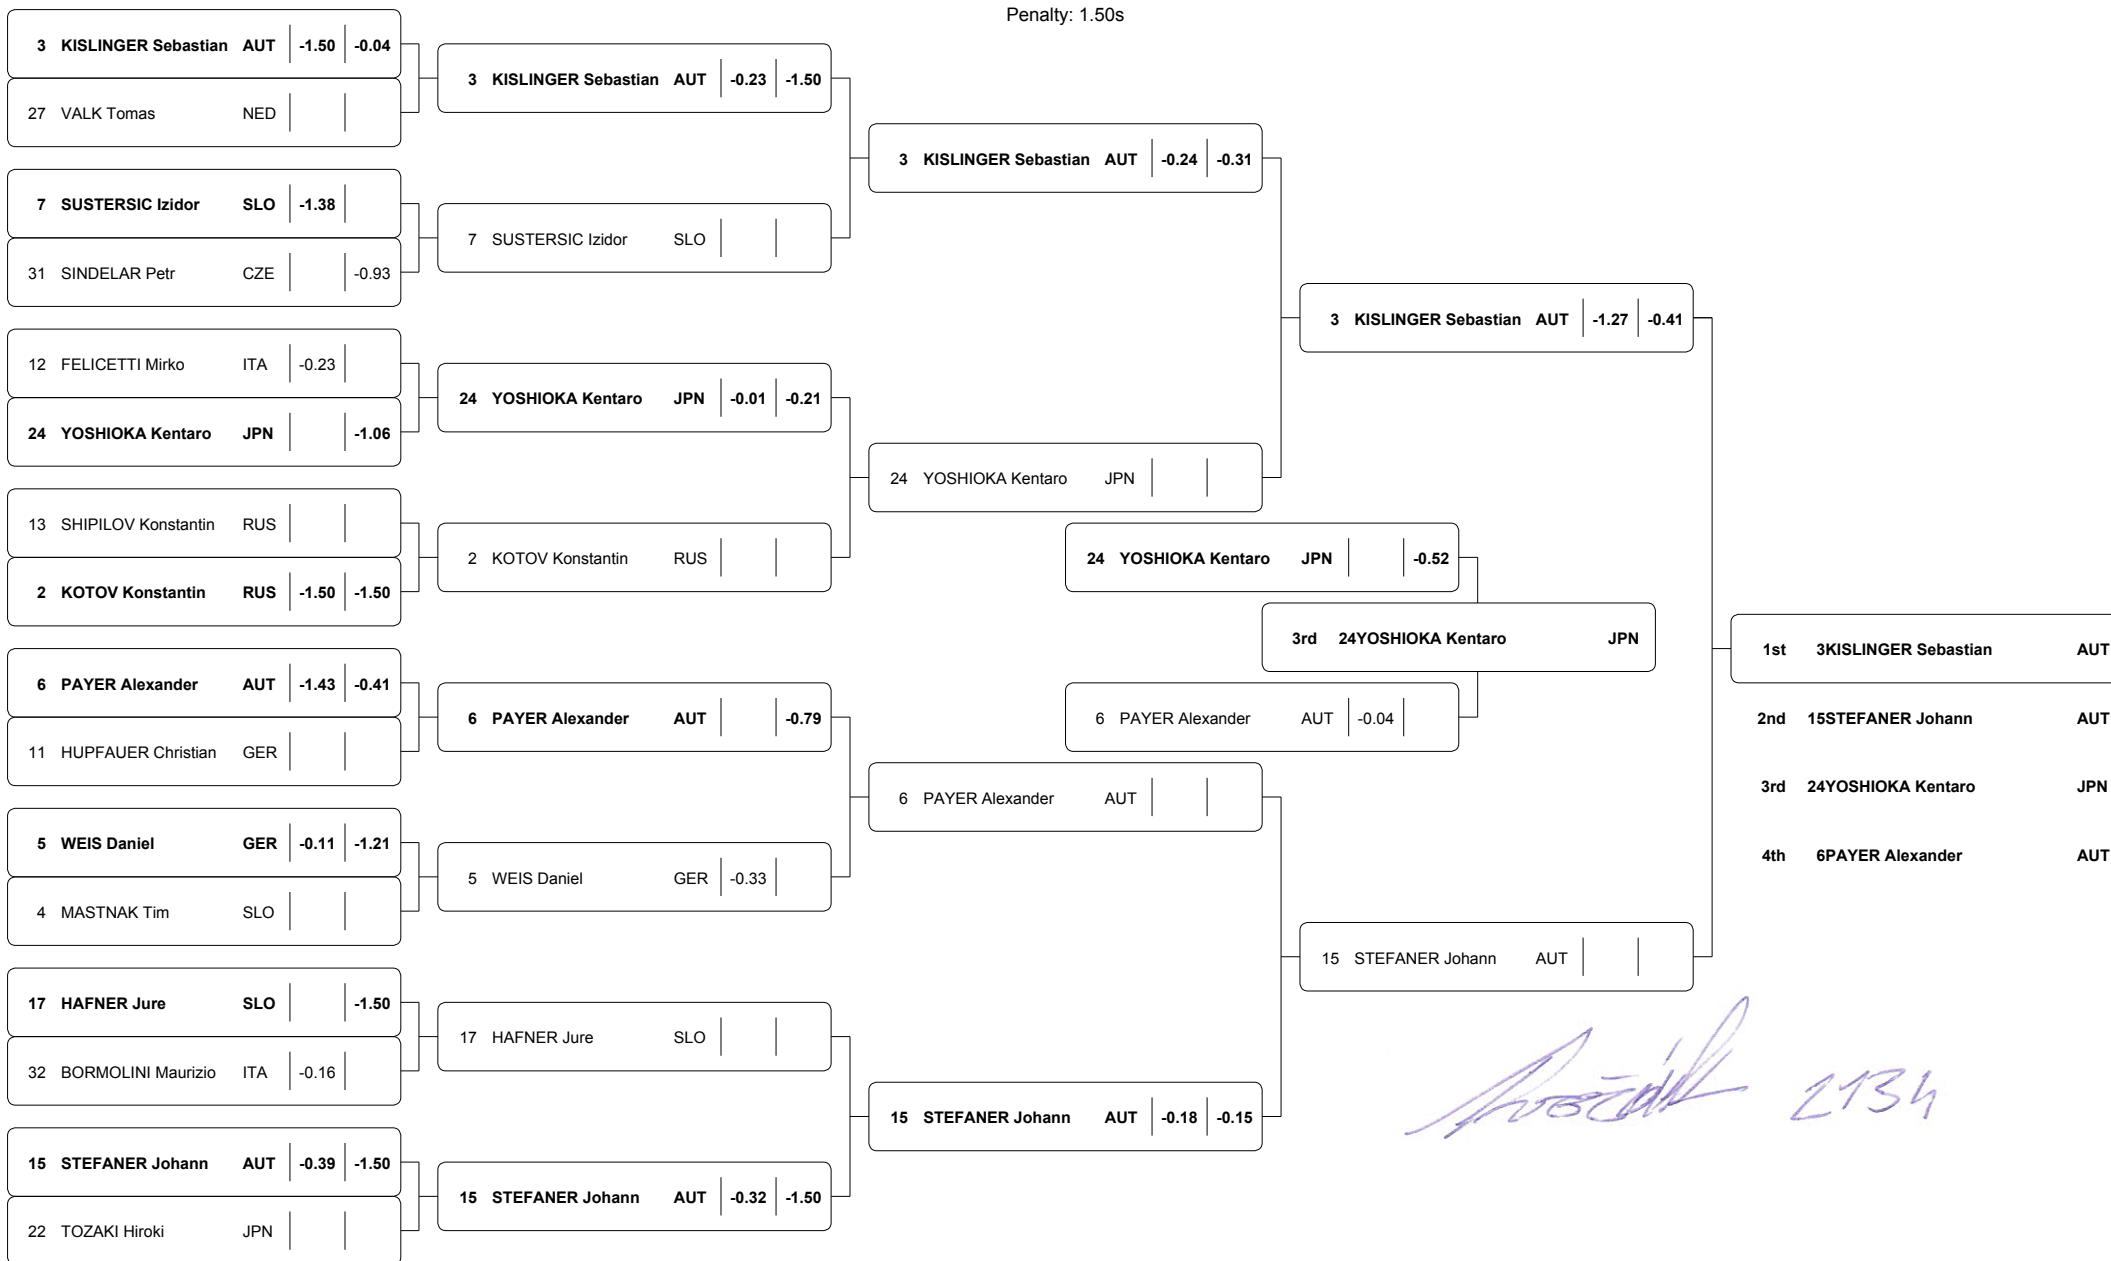 Penalty: 1.50s
3 KISLINGER Sebastian AUT -1.50 -0.04
27 VALK Tomas NED
7 SUSTERSIC Izidor SLO -1.38
31 SINDELAR Petr CZE -0.93
12 FELICETTI Mirko ITA -0.23
24 YOSHIOKA Kentaro JPN -1.06
13 SHIPILOV Konstantin RUS
2 KOTOV Konstantin RUS -1.50 -1.50
6 PAYER Alexander AUT -1.43 -0.41
11 HUPFAUER Christian GER
5 WEIS Daniel GER -0.11 -1.21
4 MASTNAK Tim SLO
17 HAFNER Jure SLO -1.50
32 BORMOLINI Maurizio ITA -0.16
15 STEFANER Johann AUT -0.39 -1.50
22 TOZAKI Hiroki JPN
3 KISLINGER Sebastian AUT -0.23 -1.50
7 SUSTERSIC Izidor SLO
24 YOSHIOKA Kentaro JPN -0.01 -0.21
2 KOTOV Konstantin RUS
6 PAYER Alexander AUT -0.79
5 WEIS Daniel GER -0.33
17 HAFNER Jure SLO
15 STEFANER Johann AUT -0.32 -1.50
3 KISLINGER Sebastian AUT -0.24 -0.31
24 YOSHIOKA Kentaro JPN
6 PAYER Alexander AUT
15 STEFANER Johann AUT -0.18 -0.15
24 YOSHIOKA Kentaro JPN -0.52
6 PAYER Alexander AUT -0.04
3rd 24YOSHIOKA Kentaro JPN
3 KISLINGER Sebastian AUT -1.27 -0.41
15 STEFANER Johann AUT
1st 3KISLINGER Sebastian AUT
2nd 15STEFANER Johann AUT
3rd 24YOSHIOKA Kentaro JPN
4th 6PAYER Alexander AUT
2134